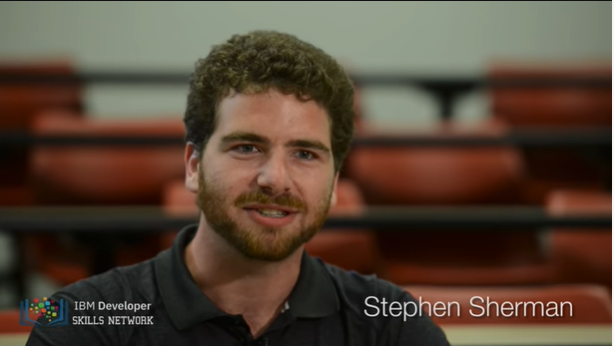 IBM Developer
SKILLS NETWORK
Stephen Sherman